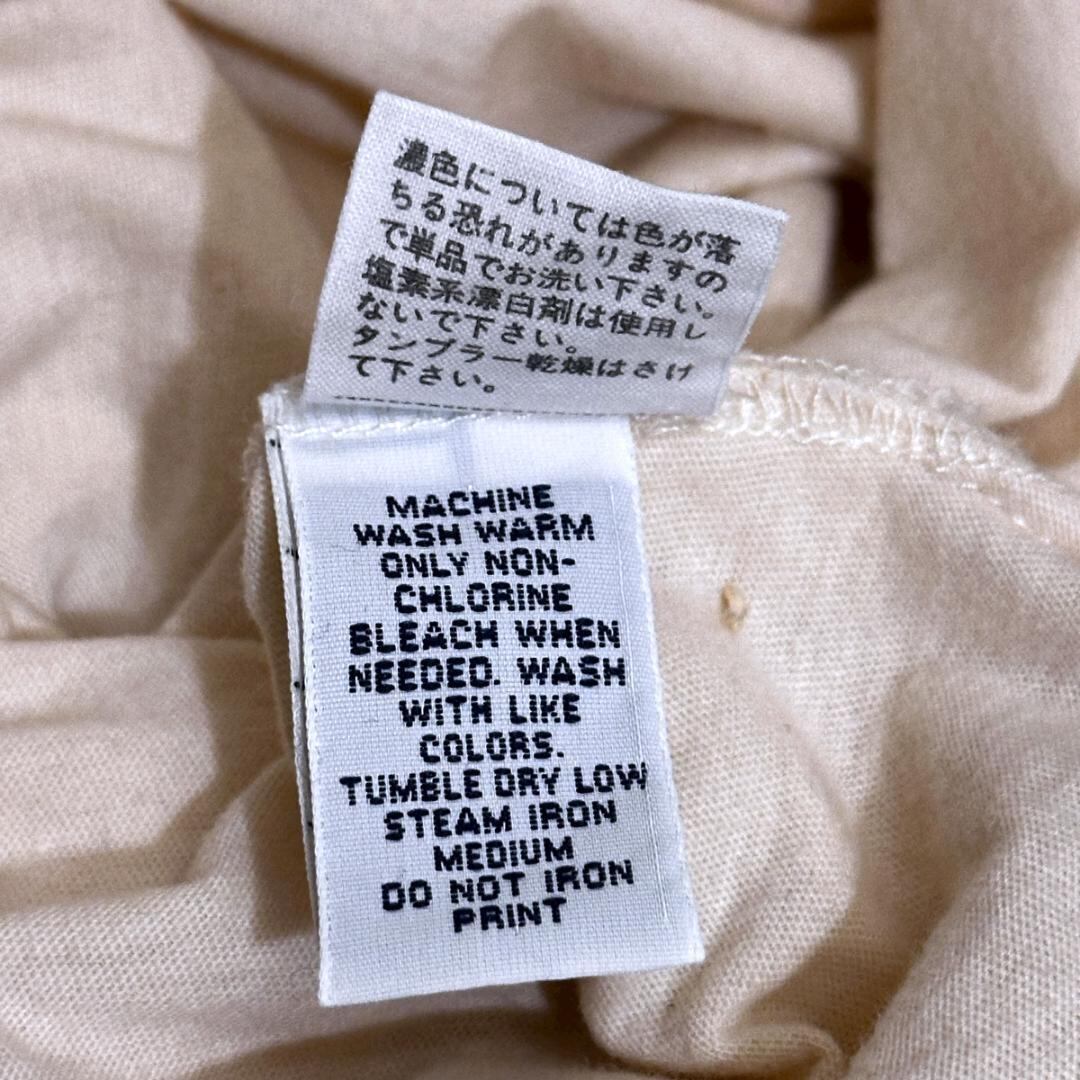 濃色については色が落
ちる恐れがありますの
で単品でお洗い下さい。
塩素系漂白剤は使用し
ないで下さい。
タンブラー乾燥はさけ
て下さい。
MACHINE
WASH WARM
ONLY NON-
CHLORINE
BLEACH WHEN
NEEDED. WASH
WITH LIKE
COLORS.
TUMBLE DRY LOW
STEAM IRON
MEDIUM
DO NOT IRON
PRINT